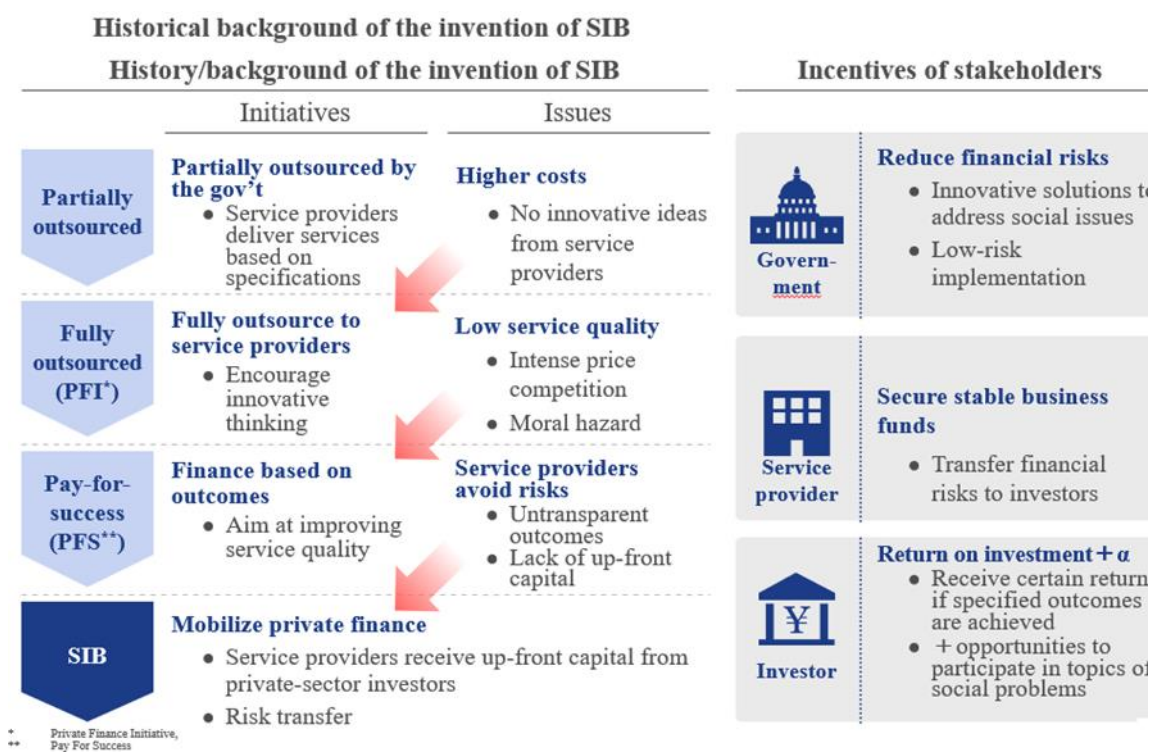 Historical background of the invention of SIB
History/background of the invention of SIB
Initiatives
Issues
Partially
outsourced
Partially outsourced by
the gov't
● Service providers
deliver services
based on
specifications
Higher costs
● No innovative ideas
from service
providers
Fully
outsourced
(PFI*)
Fully outsource to
service providers
● Encourage
innovative
thinking
Low service quality
● Intense price
competition
● Moral hazard
Pay-for-
success
(PFS**)
Finance based on
outcomes
● Aim at improving
service quality
Service providers
avoid risks
● Untransparent
outcomes
● Lack of up-front
capital
SIB
Mobilize private finance
● Service providers receive up-front capital from
private-sector investors
● Risk transfer
* Private Finance Initiative,
** Pay For Success
Incentives of stakeholders
Govern-
ment
Reduce financial risks
● Innovative solutions to
address social issues
● Low-risk
implementation
Service
provider
Secure stable business
funds
● Transfer financial
risks to investors
¥
Investor
Return on investment＋α
● Receive certain return
if specified outcomes
are achieved
● ＋opportunities to
participate in topics of
social problems